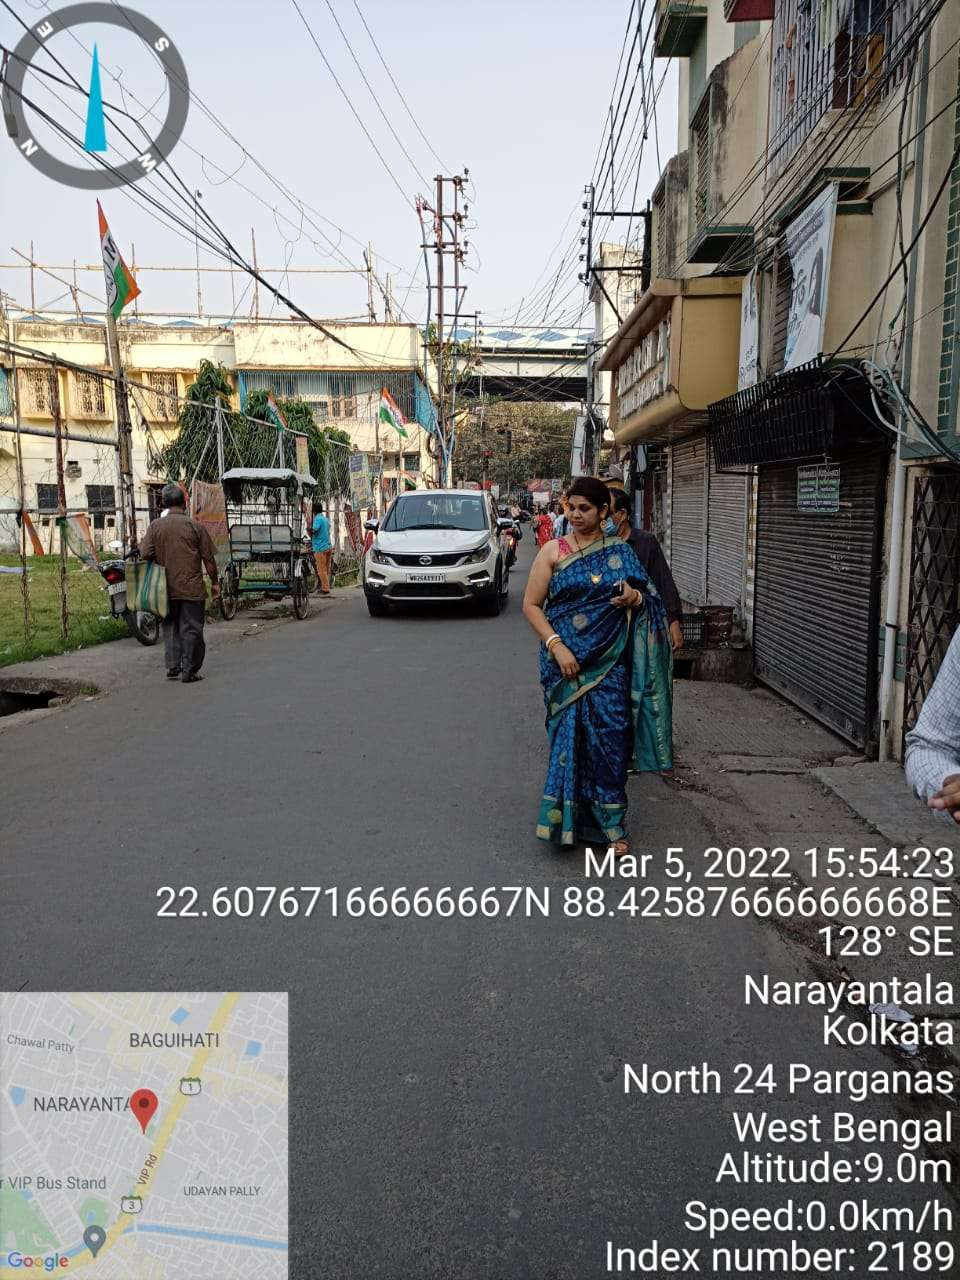 E
S
N
W
WB26AE9331
Mar 5, 2022 15:54:23
22.607671666666667N 88.42587666666668E
128° SE
Narayantala
Kolkata
North 24 Parganas
West Bengal
Altitude:9.0m
Speed:0.0km/h
Index number: 2189
BAGUIHATI
Chawal Patty
1
NARAYANTA
VIP Rd
r VIP Bus Stand
UDAYAN PALLY
3
Google